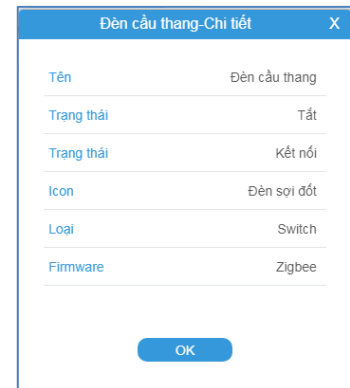 Đèn cầu thang-Chi tiết X
Tên Đèn cầu thang
Trạng thái Tắt
Trạng thái Kết nối
Icon Đèn sợi đốt
Loại Switch
Firmware Zigbee
OK